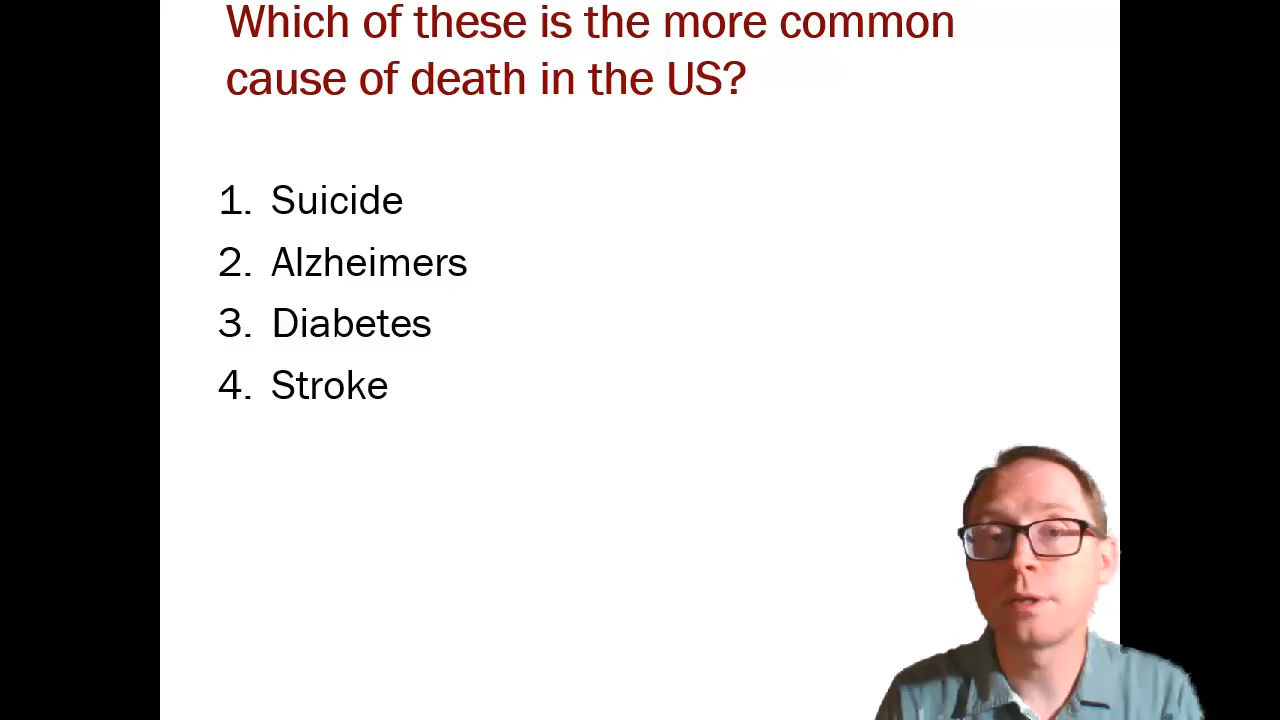 Which of these is the more common
cause of death in the US?
1. Suicide
2. Alzheimers
3. Diabetes
4. Stroke